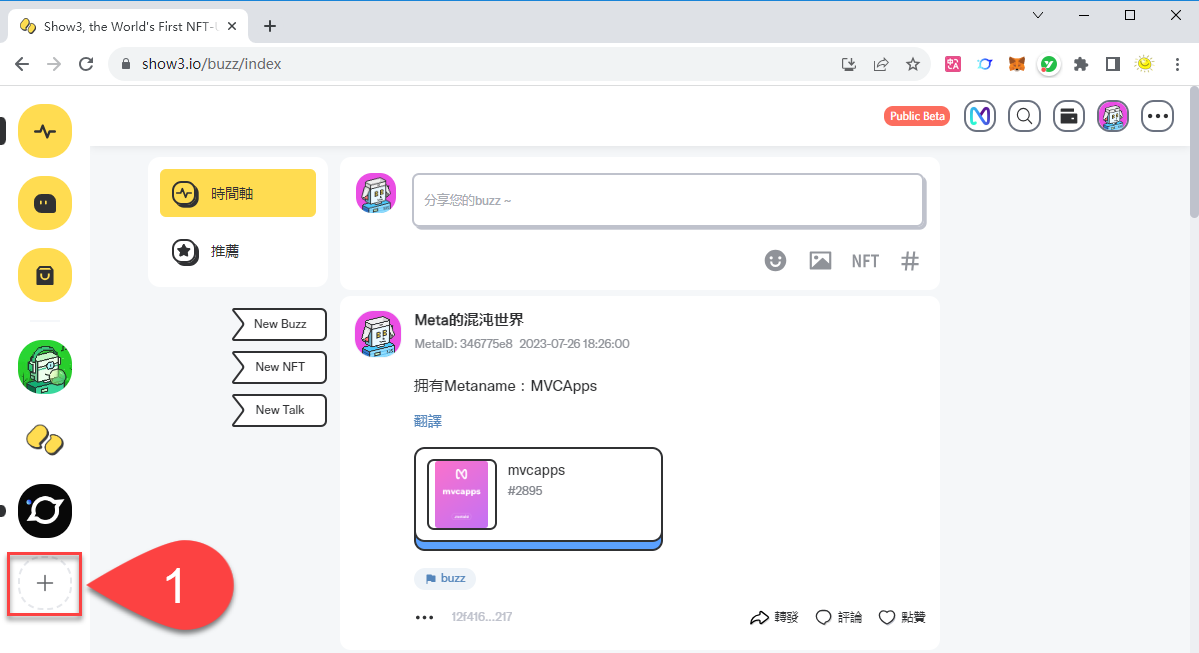 Show3, the World's First NFT-U
show3.io/buzz/index
Public Beta
時間軸
推薦
New Buzz
New NFT
New Talk
分享您的buzz ~
NFT
Meta的混沌世界
MetaID: 346775e8 2023-07-26 18:26:00
擁有Metaname：MVCApps
翻譯
mvcapps
mvcapps
#2895
buzz
12f416...217
轉發
評論
點贊
1